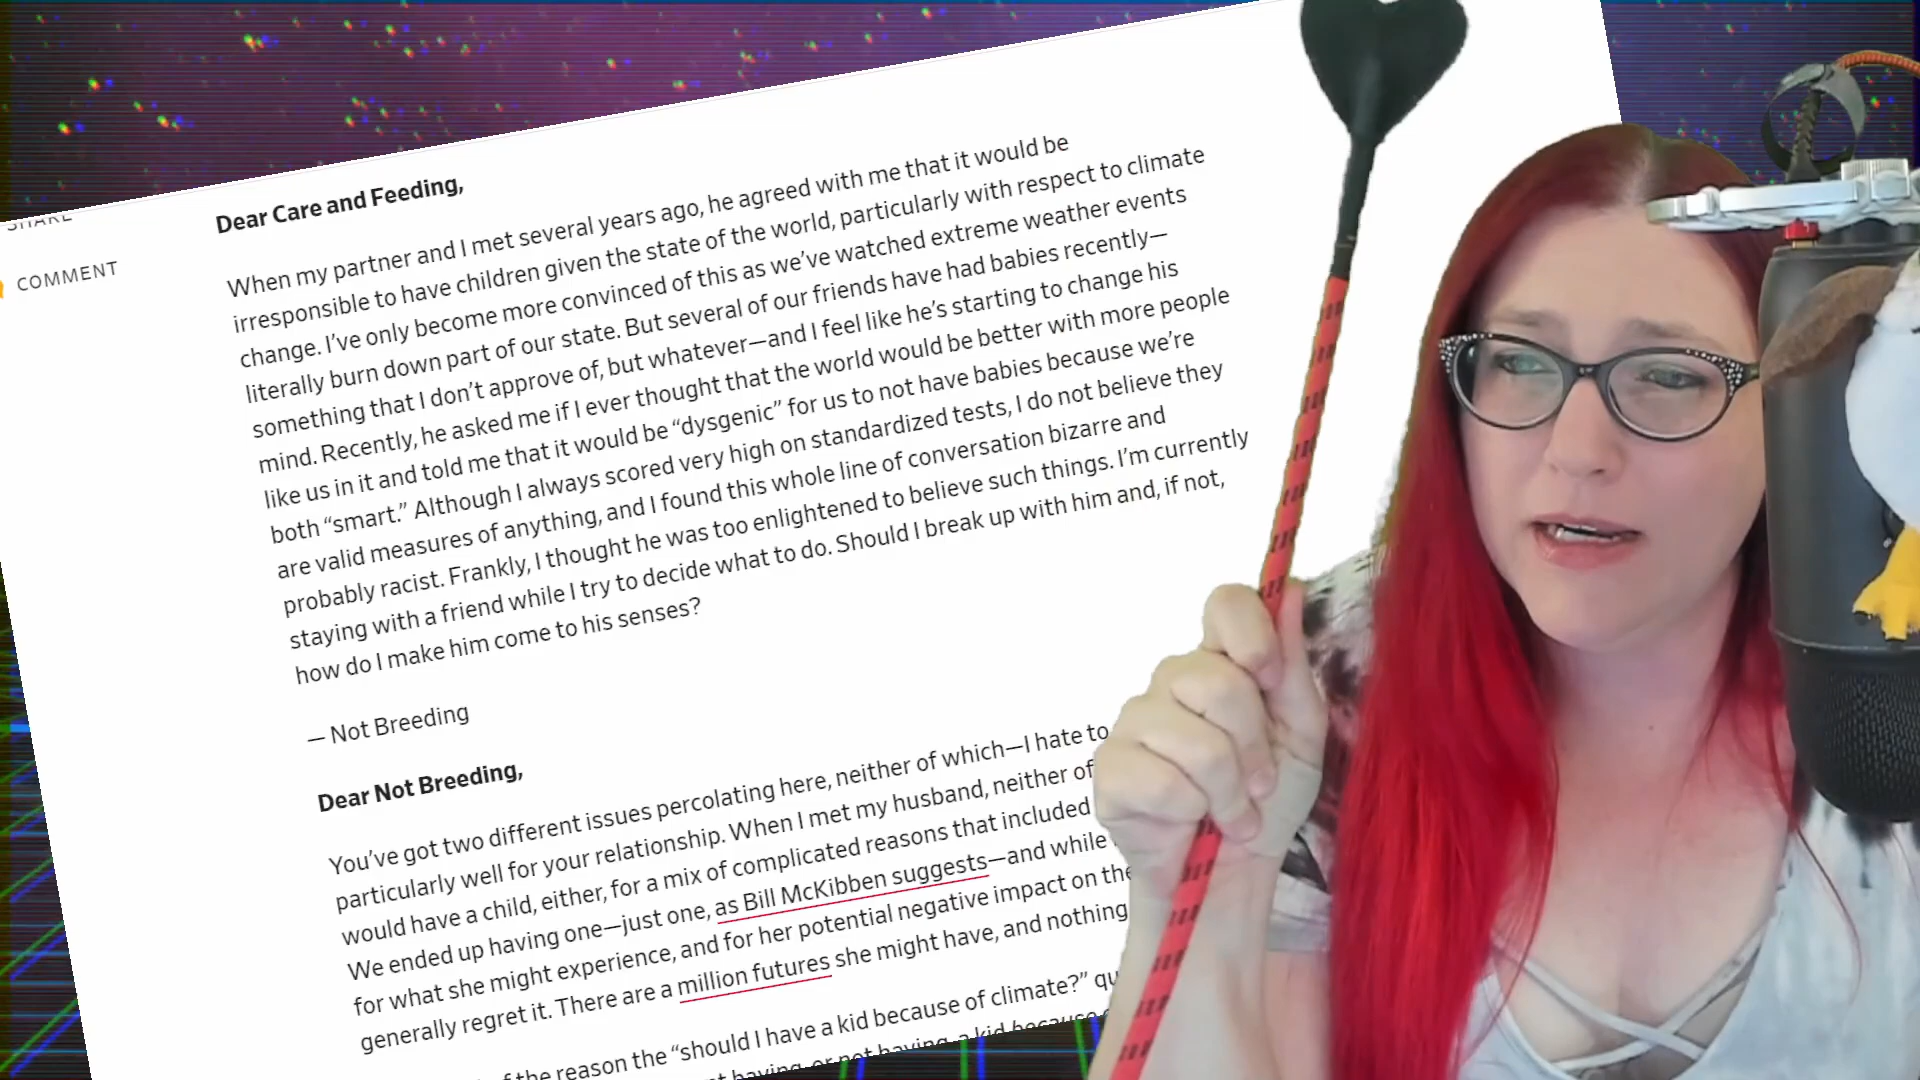 SHARE
COMMENT
Dear Care and Feeding,
When my partner and I met several years ago, he agreed with me that it would be
irresponsible to have children given the state of the world, particularly with respect to climate
change. I've only become more convinced of this as we've watched extreme weather events
literally burn down part of our state. But several of our friends have had babies recently—
something that I don't approve of, but whatever—and I feel like he's starting to change his
mind. Recently, he asked me if I ever thought that the world would be better with more people
like us in it and told me that it would be “dysgenic” for us to not have babies because we're
both “smart.” Although I always scored very high on standardized tests, I do not believe they
are valid measures of anything, and I found this whole line of conversation bizarre and
probably racist. Frankly, I thought he was too enlightened to believe such things. I'm currently
staying with a friend while I try to decide what to do. Should I break up with him and, if not,
how do I make him come to his senses?
— Not Breeding
Dear Not Breeding,
You've got two different issues percolating here, neither of which—I hate to
particularly well for your relationship. When I met my husband, neither of
would have a child, either, for a mix of complicated reasons that included
We ended up having one—just one, as Bill McKibben suggests—and while
for what she might experience, and for her potential negative impact on the
generally regret it. There are a million futures she might have, and nothing
of the reason the “should I have a kid because of climate?” qu
having, or not having, a kid because